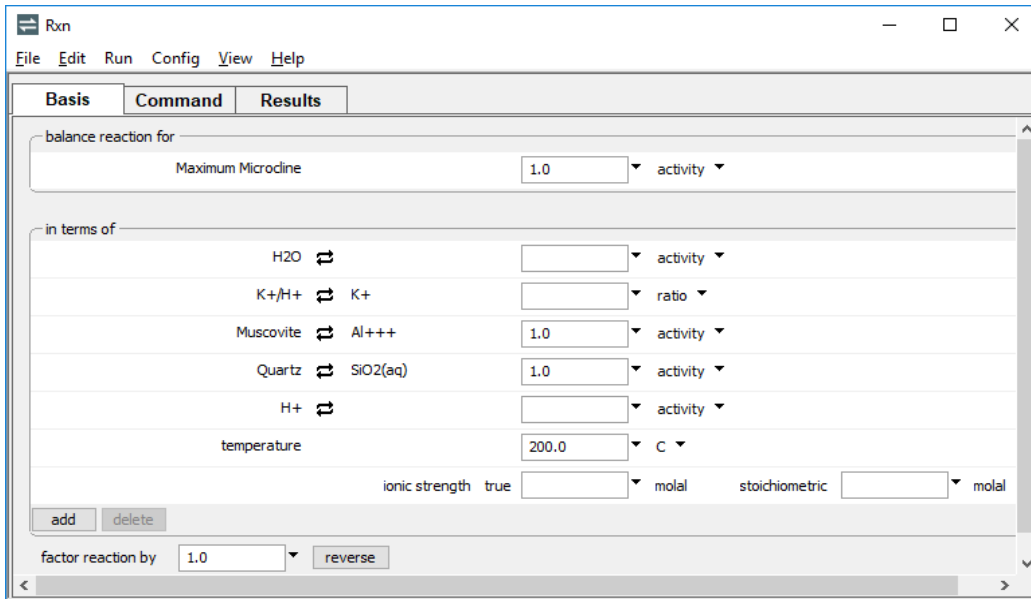 Rxn
File Edit Run Config View Help
Basis Command Results
balance reaction for
Maximum Microcline 1.0 activity
in terms of
H2O activity
K+/H+ K+ ratio
Muscovite Al+++ 1.0 activity
Quartz SiO2(aq) 1.0 activity
H+ activity
temperature 200.0 C
ionic strength true molal stoichiometric molal
add delete
factor reaction by 1.0 reverse